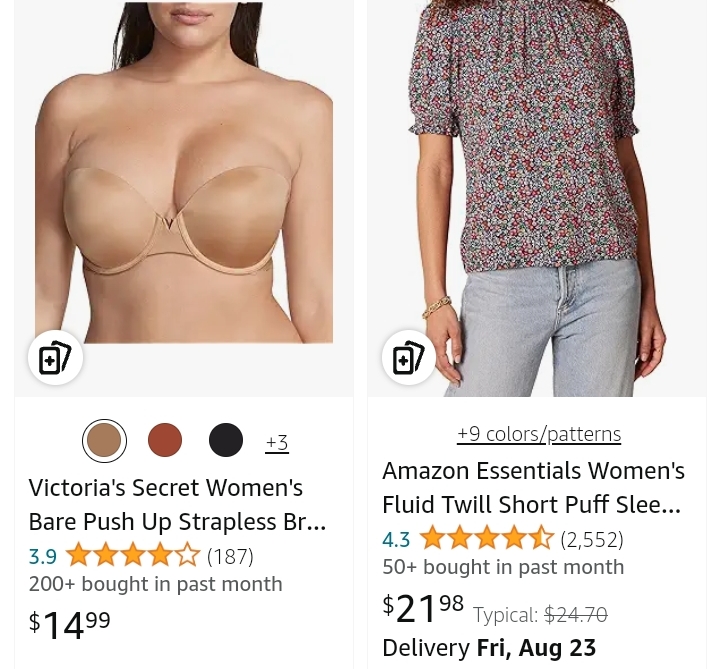 +3
Victoria's Secret Women's
Bare Push Up Strapless Br...
3.9 (187)
200+ bought in past month
$14.99
+9 colors/patterns
Amazon Essentials Women's
Fluid Twill Short Puff Slee...
4.3 (2,552)
50+ bought in past month
$21.98 Typical: $24.70
Delivery Fri, Aug 23